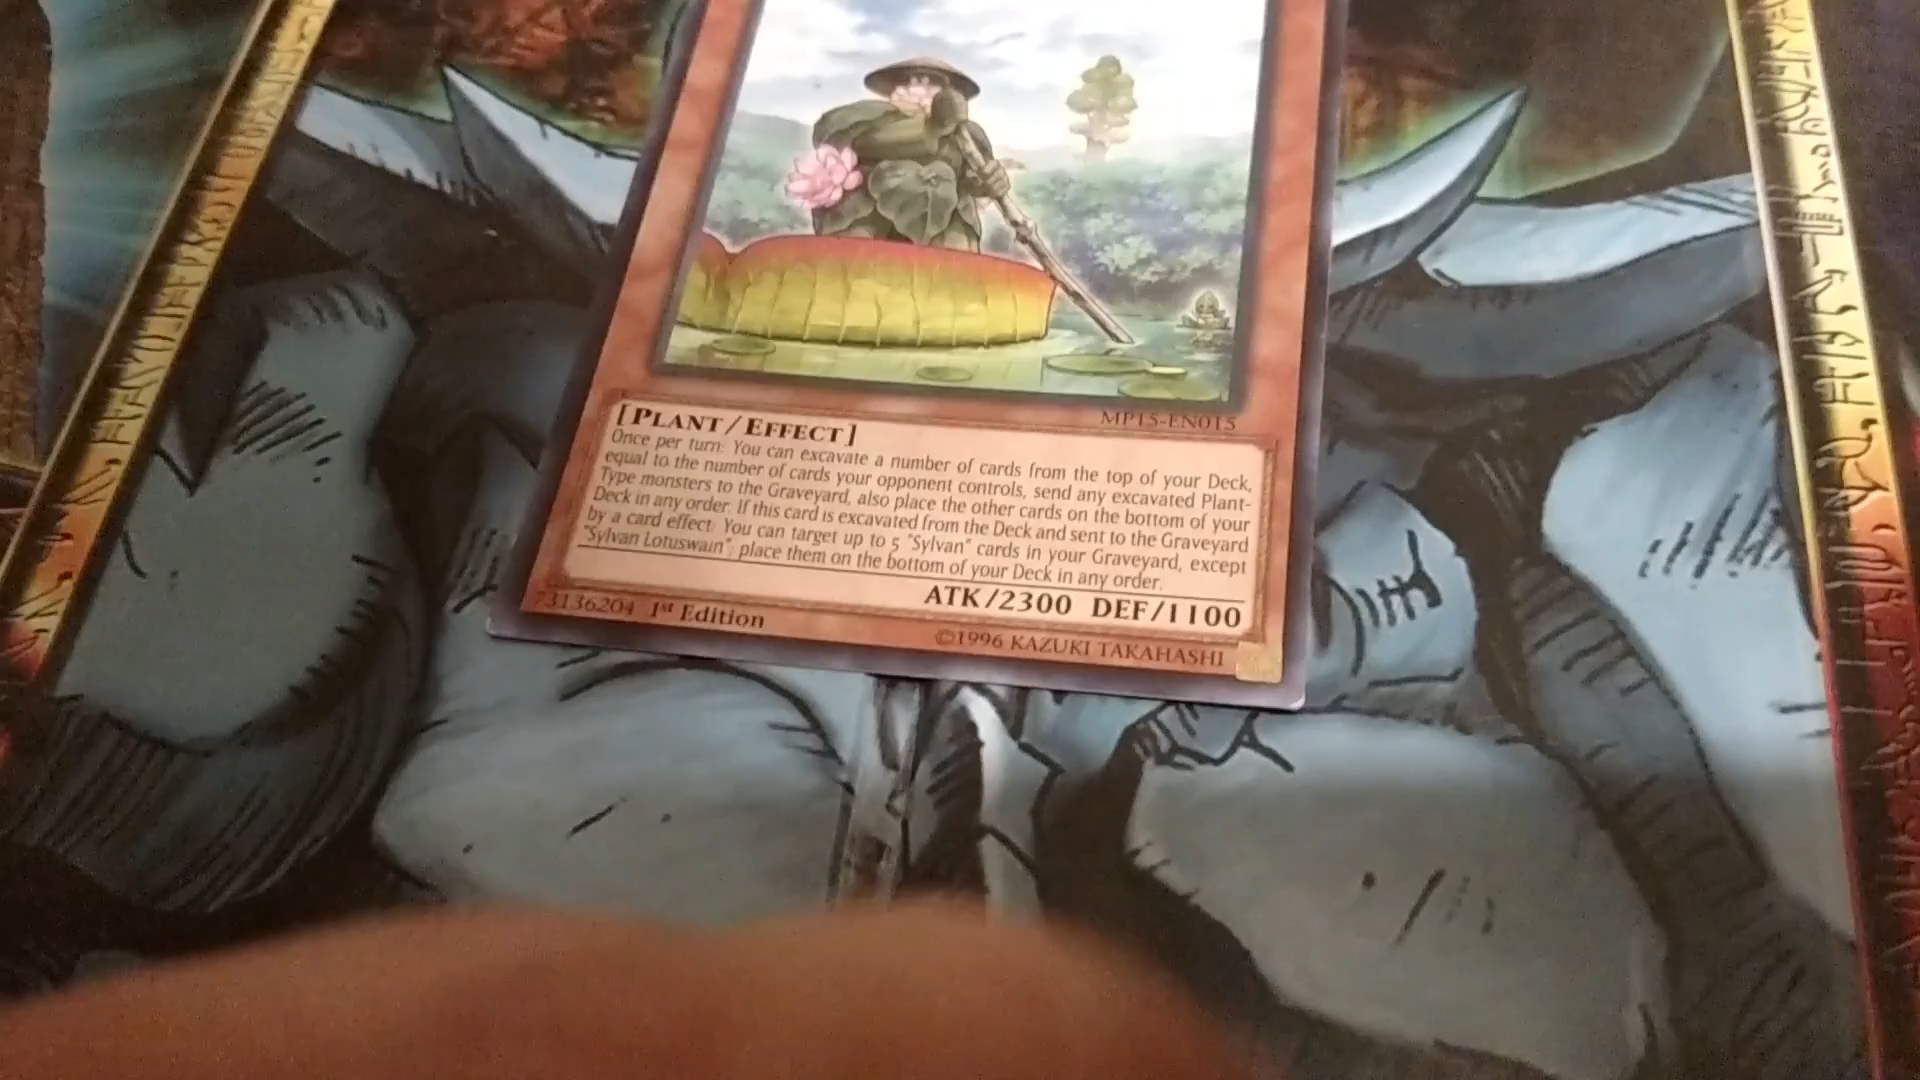 MP15-EN015
[PLANT/EFFECT]
Once per turn: You can excavate a number of cards from the top of your Deck,
equal to the number of cards your opponent controls, send any excavated Plant-
Type monsters to the Graveyard, also place the other cards on the bottom of your
Deck in any order. If this card is excavated from the Deck and sent to the Graveyard
by a card effect: You can target up to 5 "Sylvan" cards in your Graveyard, except
"Sylvan Lotuswain"; place them on the bottom of your Deck in any order.
ATK/2300 DEF/1100
73136204 1st Edition
©1996 KAZUKI TAKAHASHI